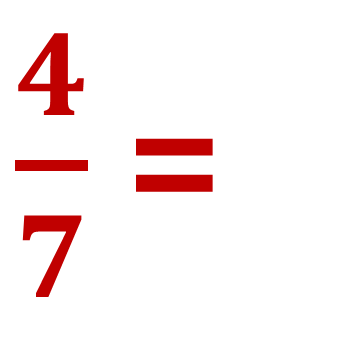 4/7 =